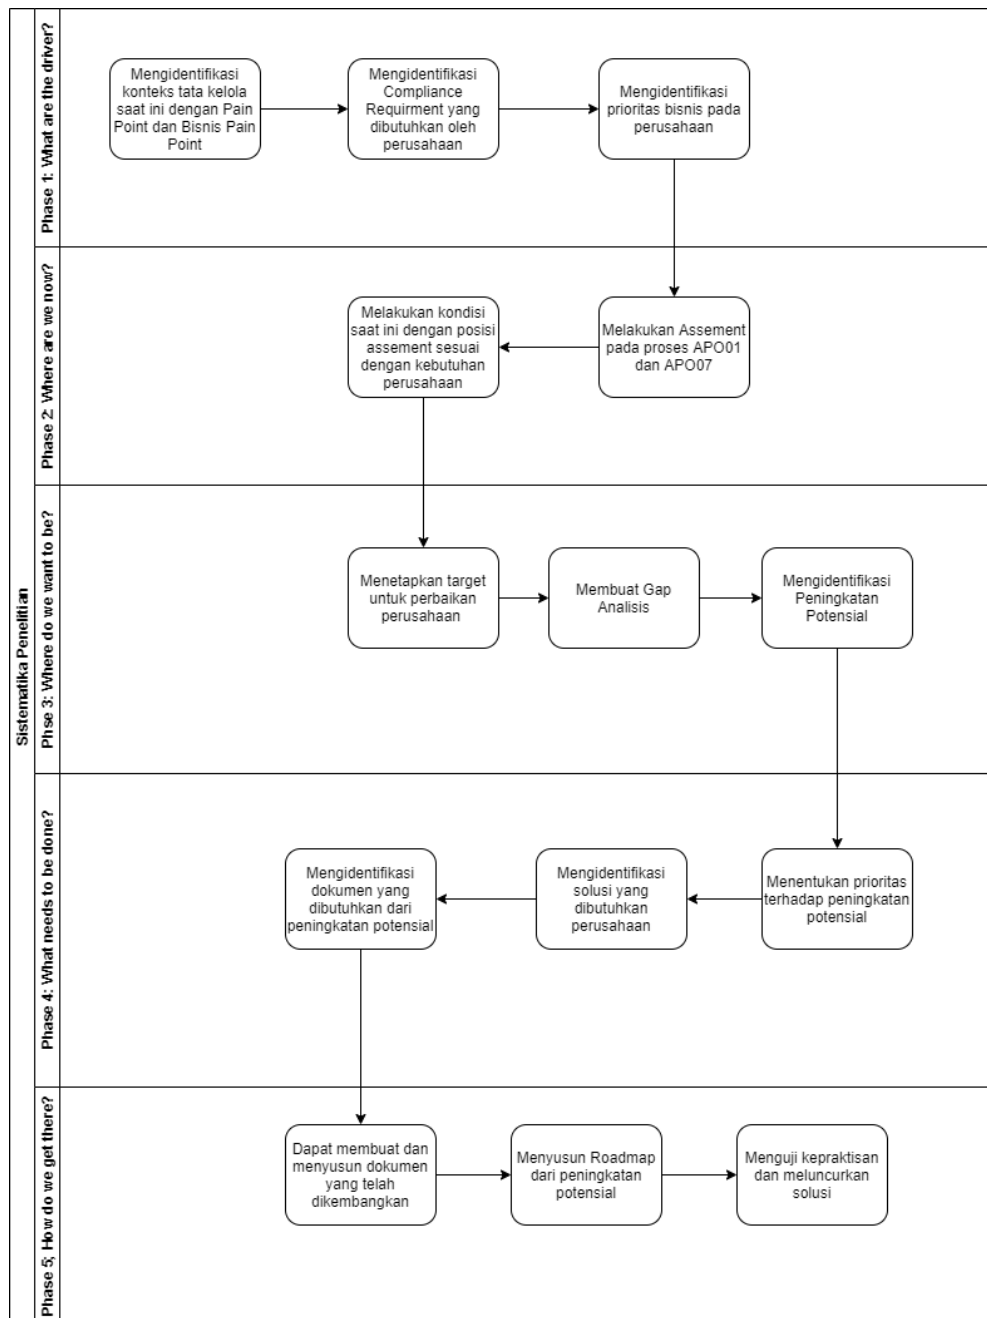 Sistematika Penelitian
Phase 1: What are the driver?
Mengidentifikasi
konteks tata kelola
saat ini dengan Pain
Point dan Bisnis Pain
Point
Mengidentifikasi
Compliance
Requirment yang
dibutuhkan oleh
perusahaan
Mengidentifikasi
prioritas bisnis pada
perusahaan
Phase 2: Where are we now?
Melakukan kondisi
saat ini dengan posisi
assement sesuai
dengan kebutuhan
perusahaan
Melakukan Assement
pada proses APO01
dan APO07
Phse 3: Where do we want to be?
Menetapkan target
untuk perbaikan
perusahaan
Membuat Gap
Analisis
Mengidentifikasi
Peningkatan
Potensial
Phase 4: What needs to be done?
Mengidentifikasi
dokumen yang
dibutuhkan dari
peningkatan potensial
Mengidentifikasi
solusi yang
dibutuhkan
perusahaan
Menentukan prioritas
terhadap peningkatan
potensial
Phase 5; How do we get there?
Dapat membuat dan
menyusun dokumen
yang telah
dikembangkan
Menyusun Roadmap
dari peningkatan
potensial
Menguji kepraktisan
dan meluncurkan
solusi